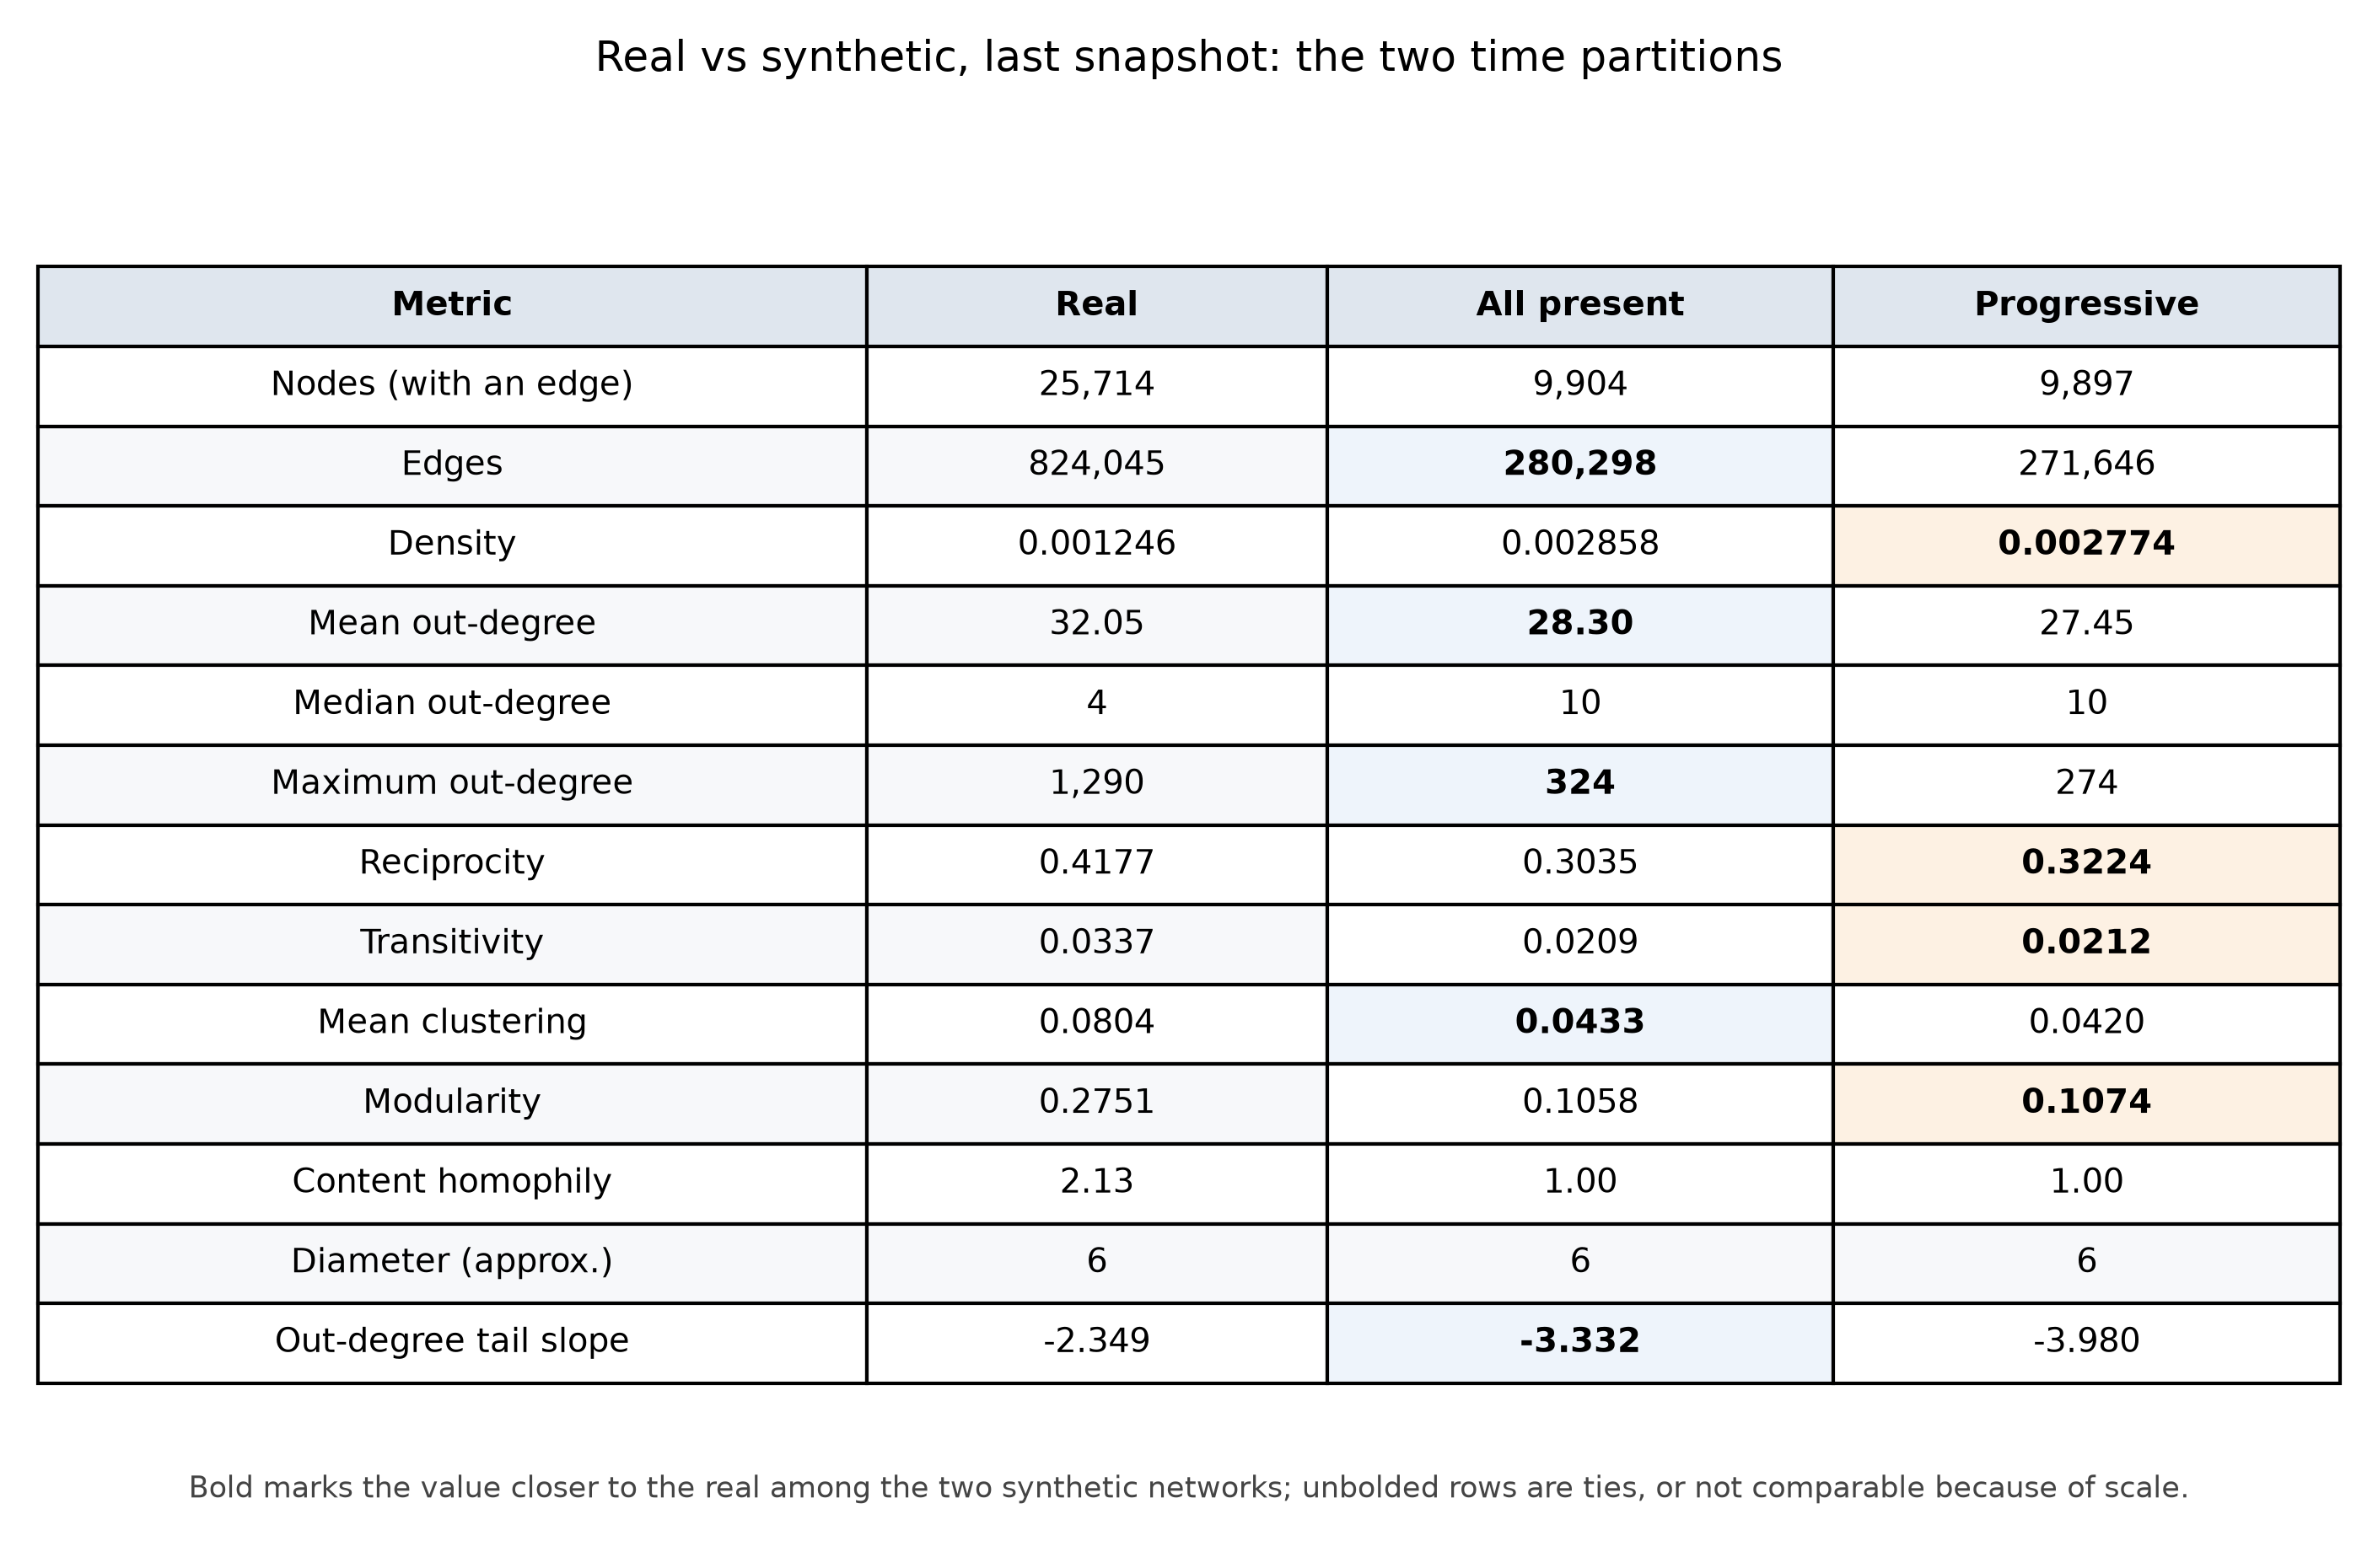 Real vs synthetic, last snapshot: the two time partitions
Metric Real All present Progressive
Nodes (with an edge) 25,714 9,904 9,897
Edges 824,045 280,298 271,646
Density 0.001246 0.002858 0.002774
Mean out-degree 32.05 28.30 27.45
Median out-degree 4 10 10
Maximum out-degree 1,290 324 274
Reciprocity 0.4177 0.3035 0.3224
Transitivity 0.0337 0.0209 0.0212
Mean clustering 0.0804 0.0433 0.0420
Modularity 0.2751 0.1058 0.1074
Content homophily 2.13 1.00 1.00
Diameter (approx.) 6 6 6
Out-degree tail slope -2.349 -3.332 -3.980
Bold marks the value closer to the real among the two synthetic networks; unbolded rows are ties, or not comparable because of scale.